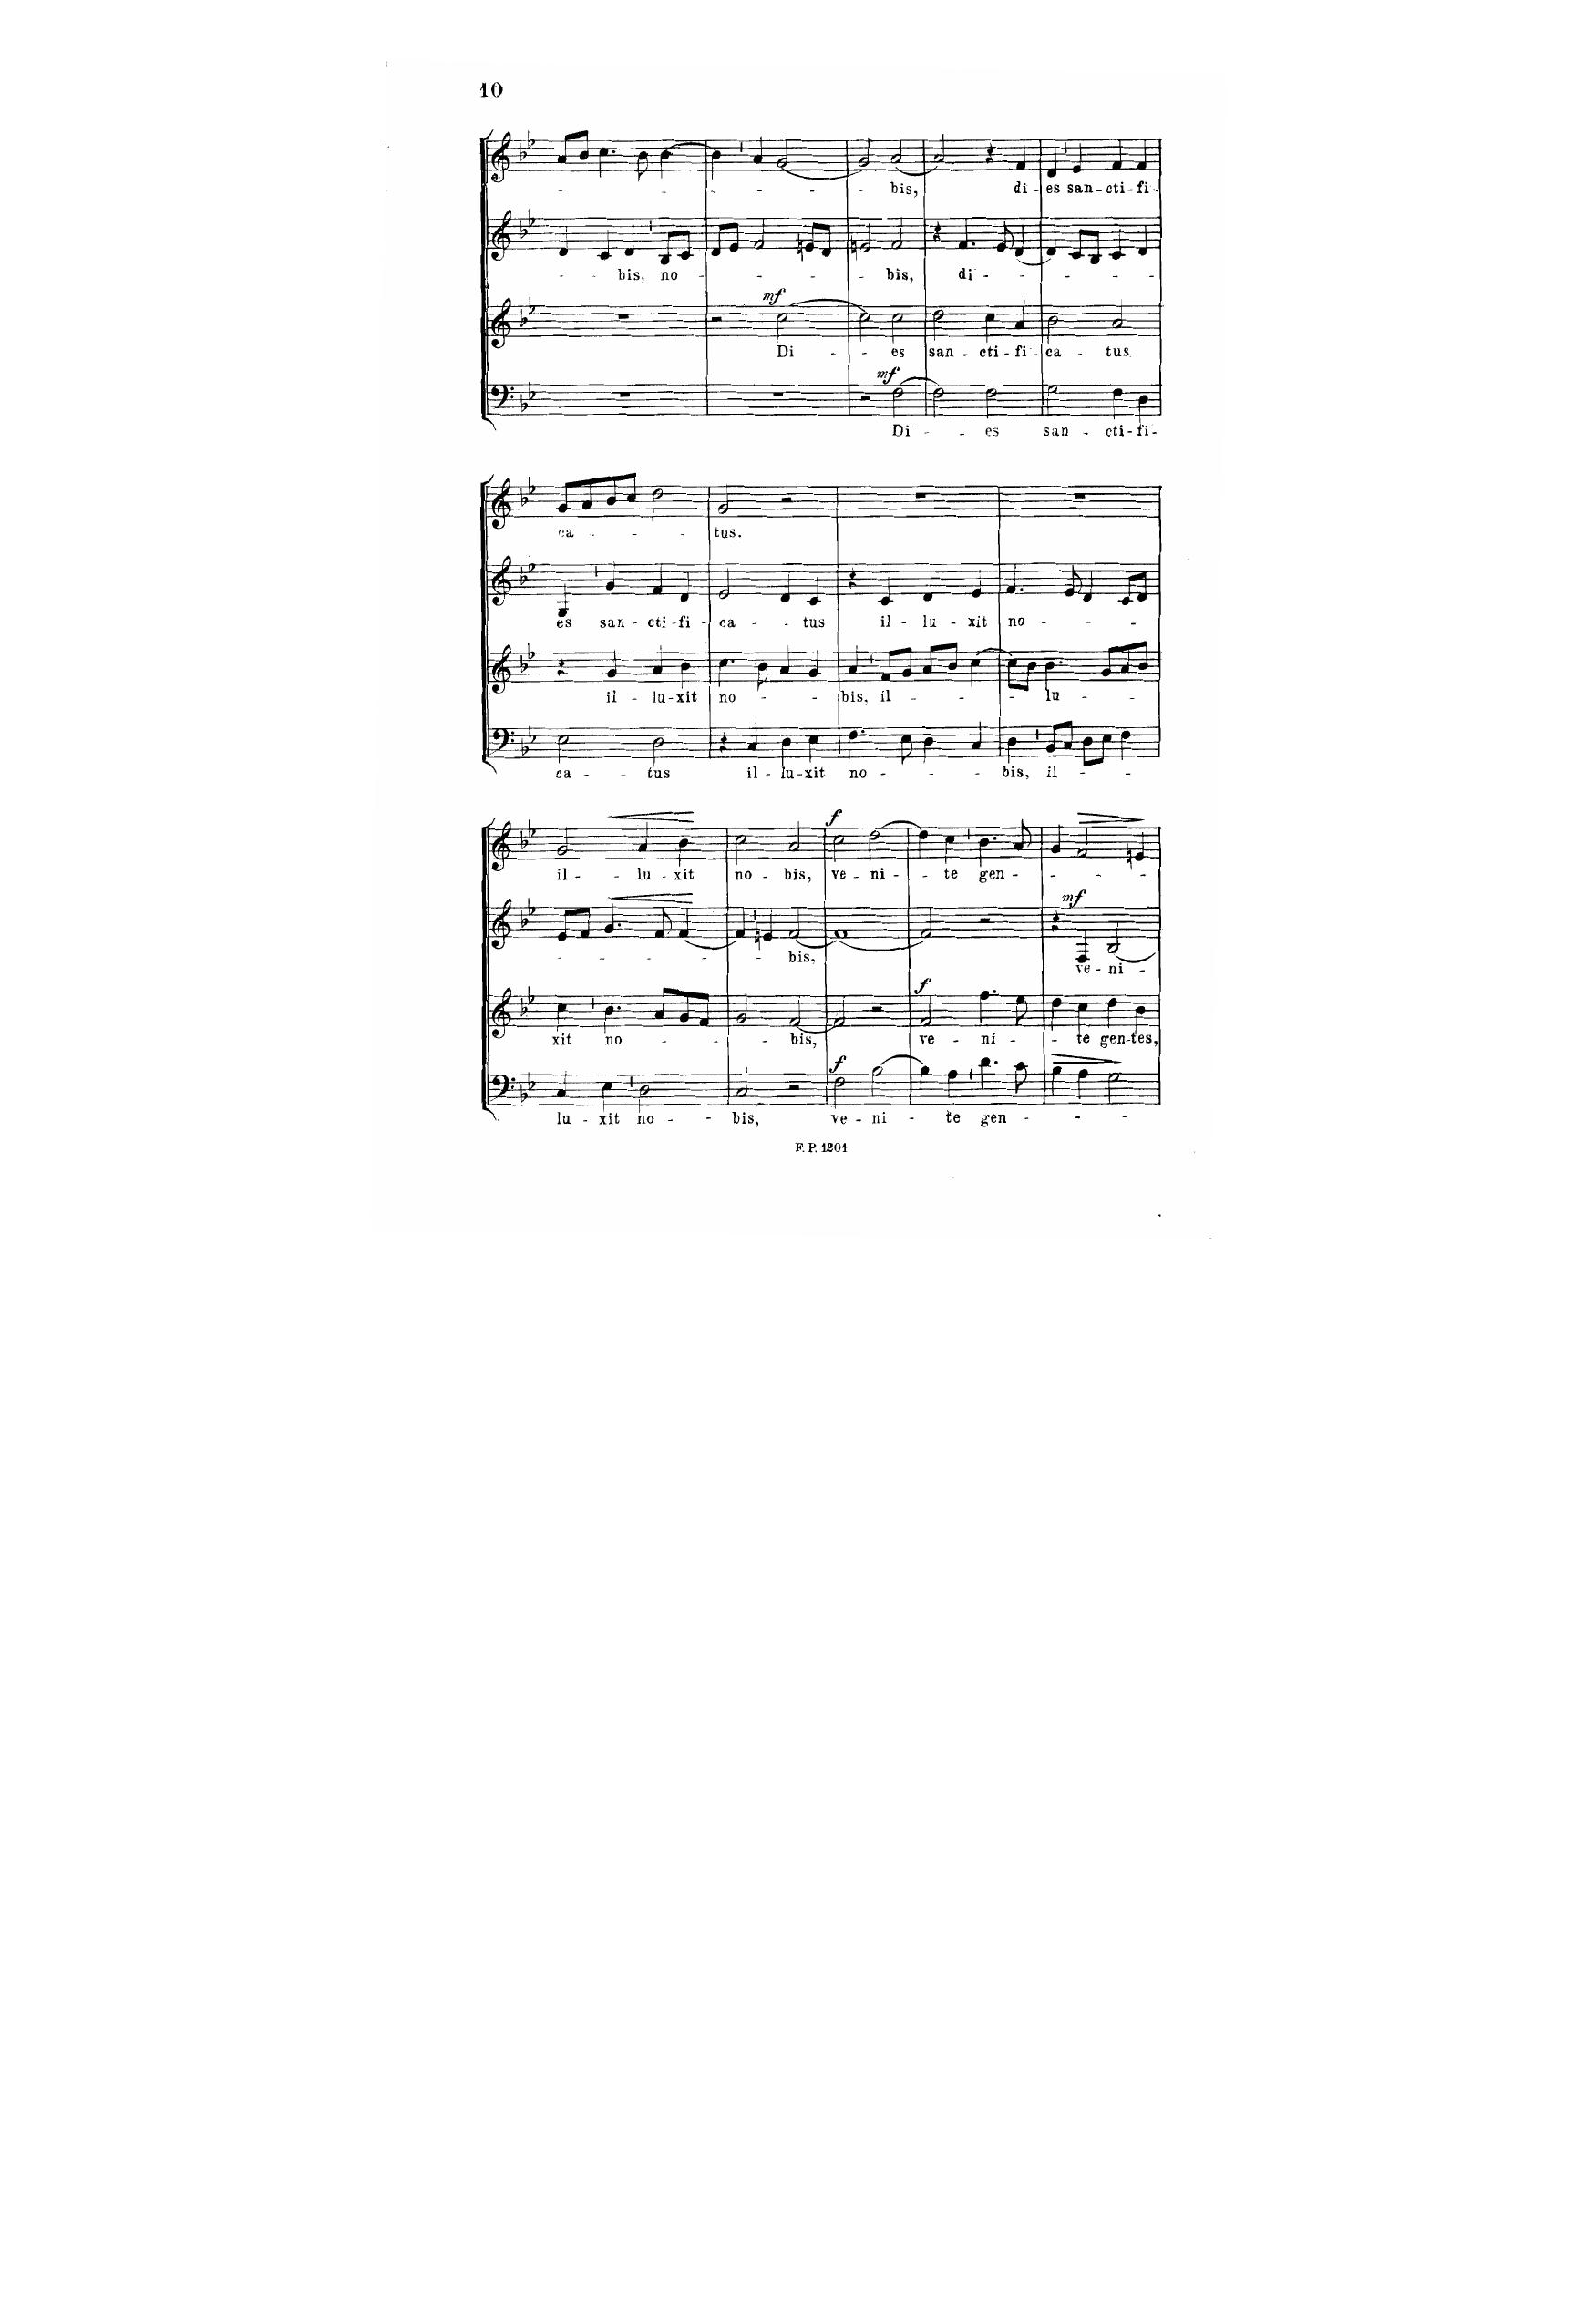 10
bis, di - es san - cti - fi -
bis, no - bis, di -
mf
Di - es san - cti - fi - ca - tus
mf
Di - es san - cti - fi -
ca - tus.
es san - cti - fi - ca - tus il - lu - xit no -
il - lu - xit no - bis, il - lu -
ca - tus il - lu - xit no - bis, il -
f
il - lu - xit no - bis, ve - ni - te gen -
mf
bis, ve - ni -
f
xit no - bis, ve - ni - te gen - tes,
f
lu - xit no - bis, ve - ni - te gen -
F. P. 1201